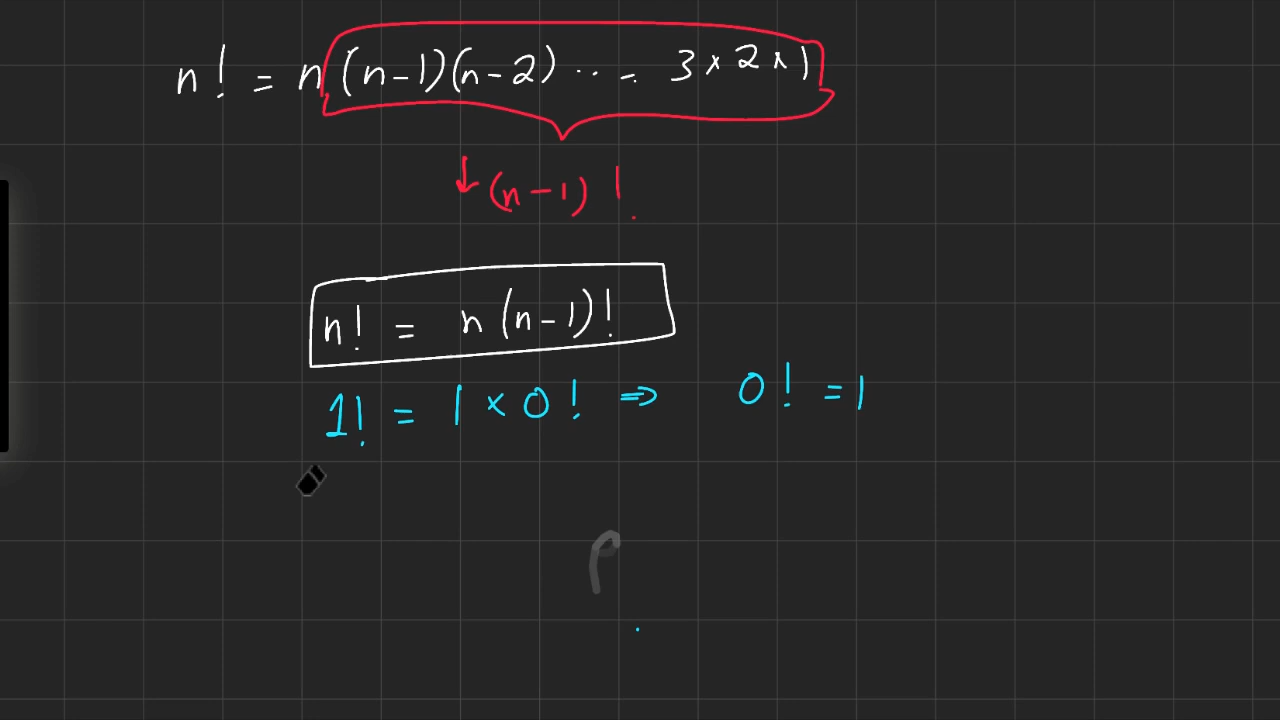 n! = n(n-1)(n-2) ... - 3 × 2 × 1
↓ (n-1)!
n! = n(n-1)!
1! = 1 × 0! ⇒ 0! = 1